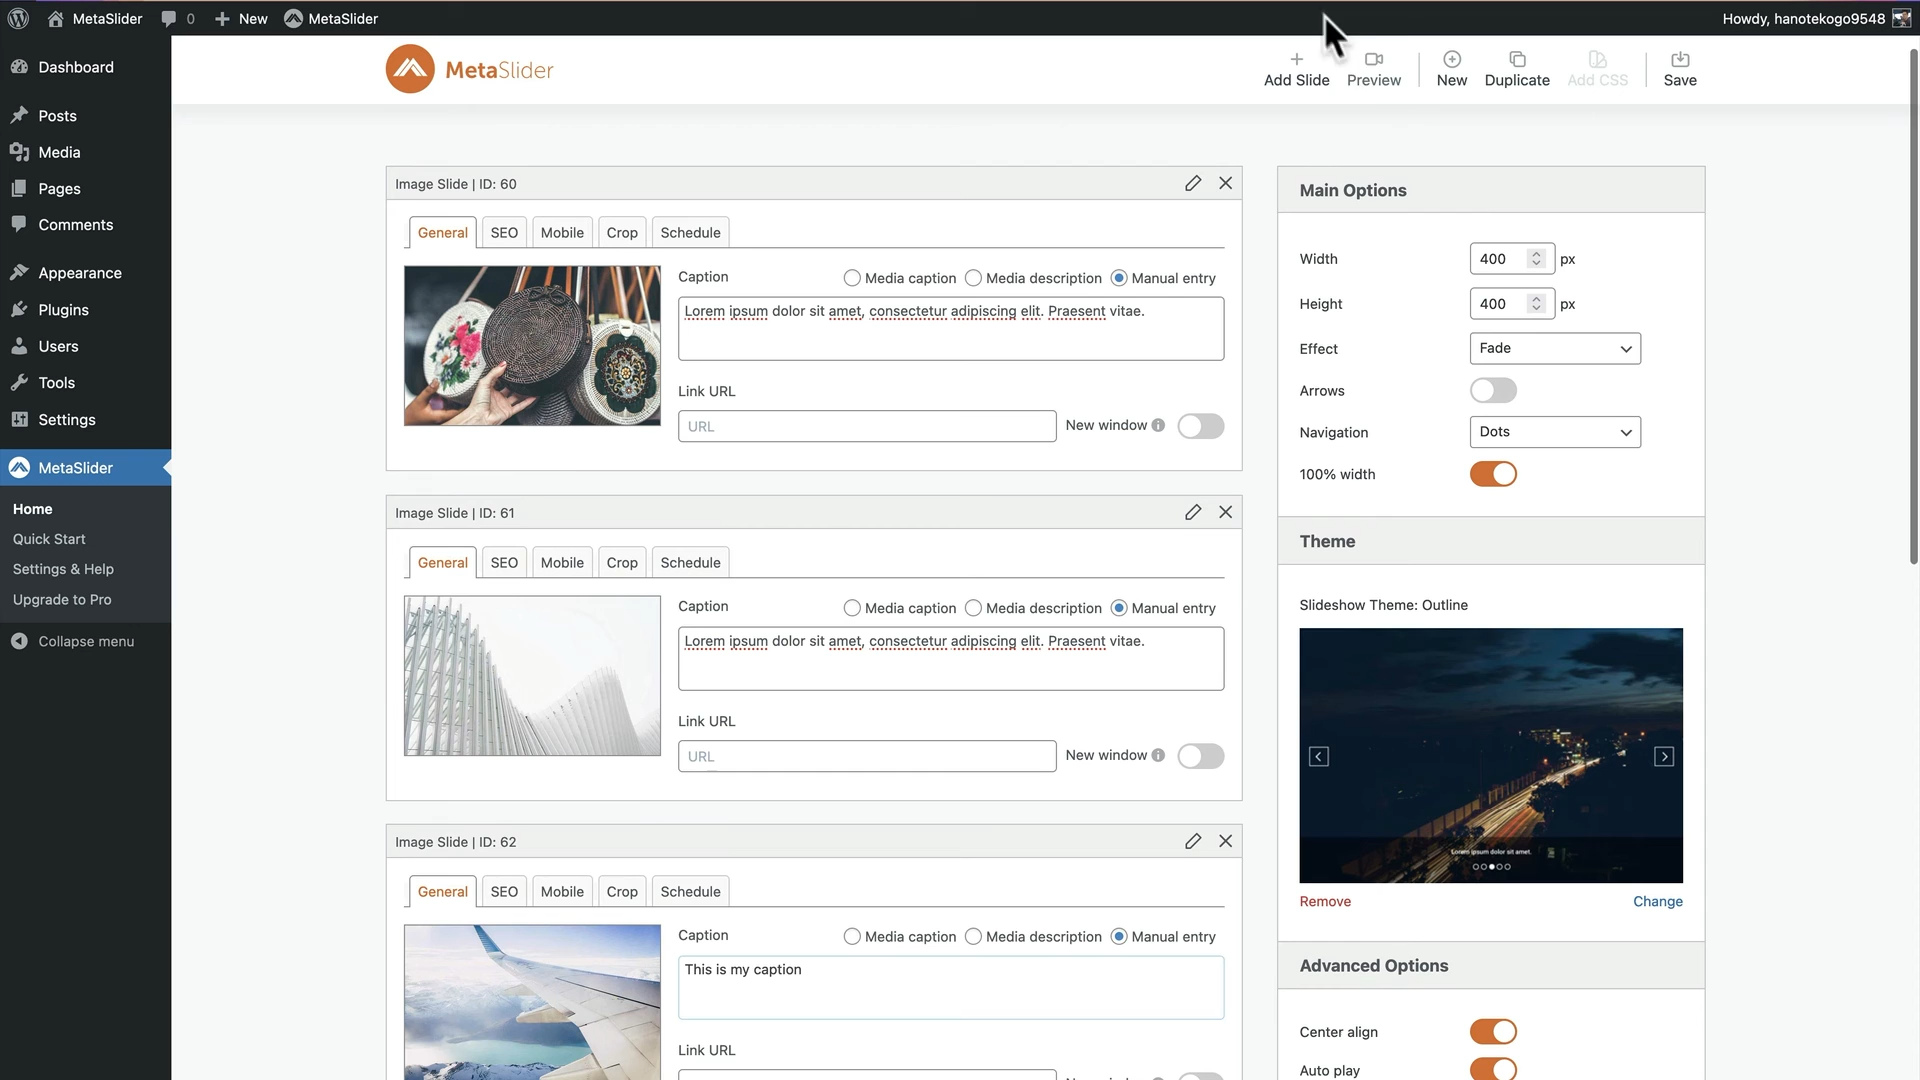 MetaSlider 0 New MetaSlider Howdy, hanotekogo9548
Dashboard
Posts
Media
Pages
Comments
Appearance
Plugins
Users
Tools
Settings
MetaSlider
Home
Quick Start
Settings & Help
Upgrade to Pro
Collapse menu
MetaSlider
Add Slide Preview New Duplicate Add CSS Save
Image Slide | ID: 60
General SEO Mobile Crop Schedule
Caption Media caption Media description Manual entry
Lorem ipsum dolor sit amet, consectetur adipiscing elit. Praesent vitae.
Link URL
URL New window
Image Slide | ID: 61
General SEO Mobile Crop Schedule
Caption Media caption Media description Manual entry
Lorem ipsum dolor sit amet, consectetur adipiscing elit. Praesent vitae.
Link URL
URL New window
Image Slide | ID: 62
General SEO Mobile Crop Schedule
Caption Media caption Media description Manual entry
This is my caption
Link URL
Main Options
Width 400 px
Height 400 px
Effect Fade
Arrows
Navigation Dots
100% width
Theme
Slideshow Theme: Outline
Lorem ipsum dolor sit amet.
Remove Change
Advanced Options
Center align
Auto play